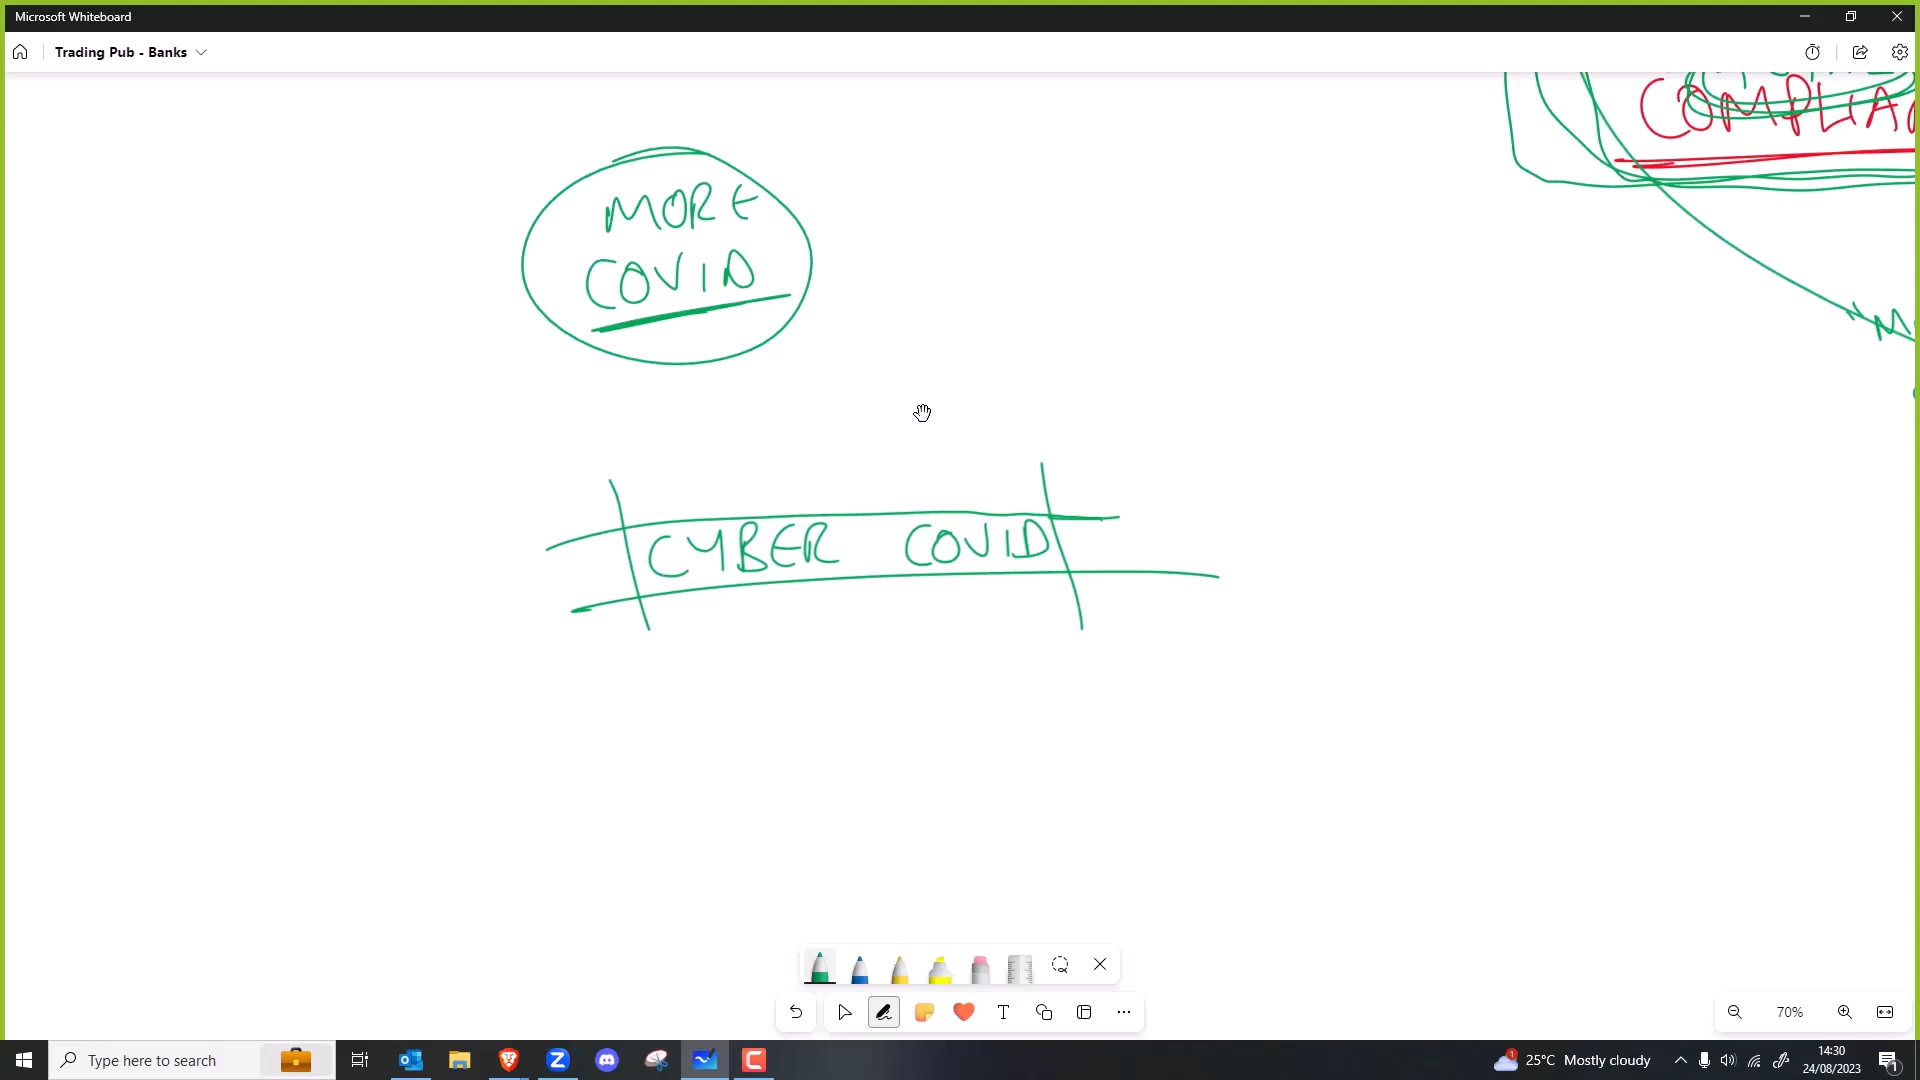 Microsoft Whiteboard
Trading Pub - Banks
MORE
COVID
CYBER COVID
70%
Type here to search
25°C Mostly cloudy
14:30
24/08/2023